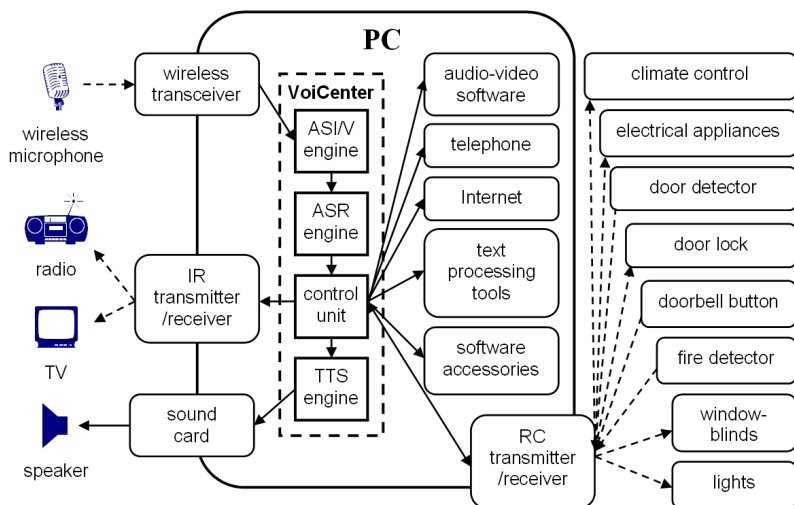 PC
wireless
transceiver
wireless
microphone
VoiCenter
ASI/V
engine
ASR
engine
control
unit
TTS
engine
radio
IR
transmitter
/receiver
TV
sound
card
speaker
audio-video
software
telephone
Internet
text
processing
tools
software
accessories
RC
transmitter
/receiver
climate control
electrical appliances
door detector
door lock
doorbell button
fire detector
window-
blinds
lights